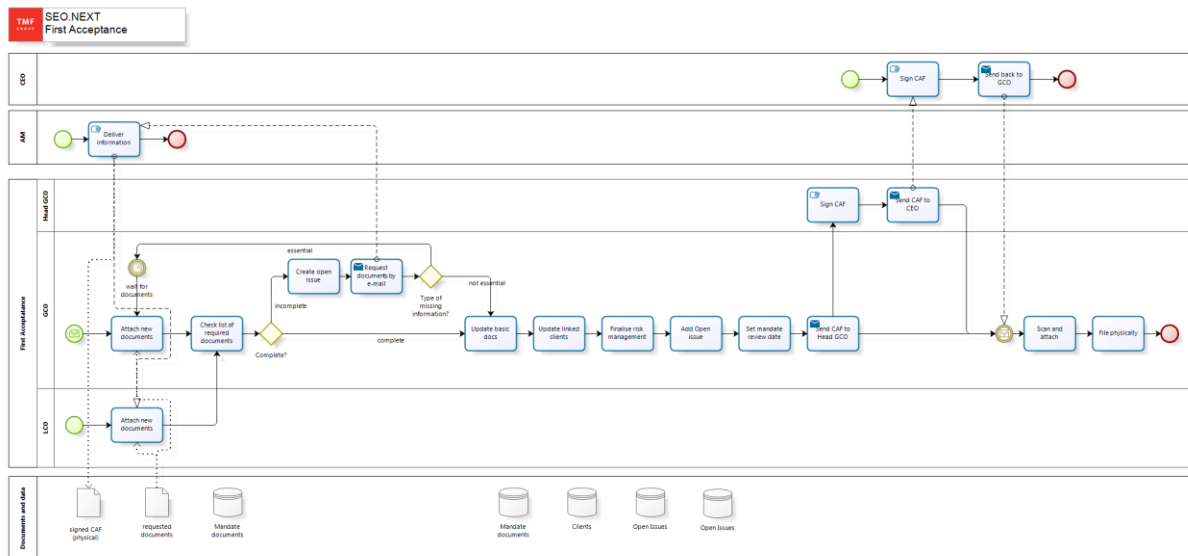 TMF
GROUP
SEO.NEXT
First Acceptance
CEO
Sign CAF
Send back to
GCO
AM
Deliver
information
First Acceptatance
Head GCO
Sign CAF
Send CAF to
CEO
GCO
essential
wait for
documents
Create open
issue
Request
documents by
e-mail
not essential
Type of
missing
information?
incomplete
Attach new
documents
Check list of
required
documents
Complete?
complete
Update basic
docs
Update linked
clients
Finalise risk
management
Add Open
issue
Set mandate
review date
Send CAF to
Head GCO
Scan and
attach
File physically
LCO
Attach new
documents
Documents and data
signed CAF
(physical)
requested
documents
Mandate
documents
Mandate
documents
Clients
Open Issues
Open Issues